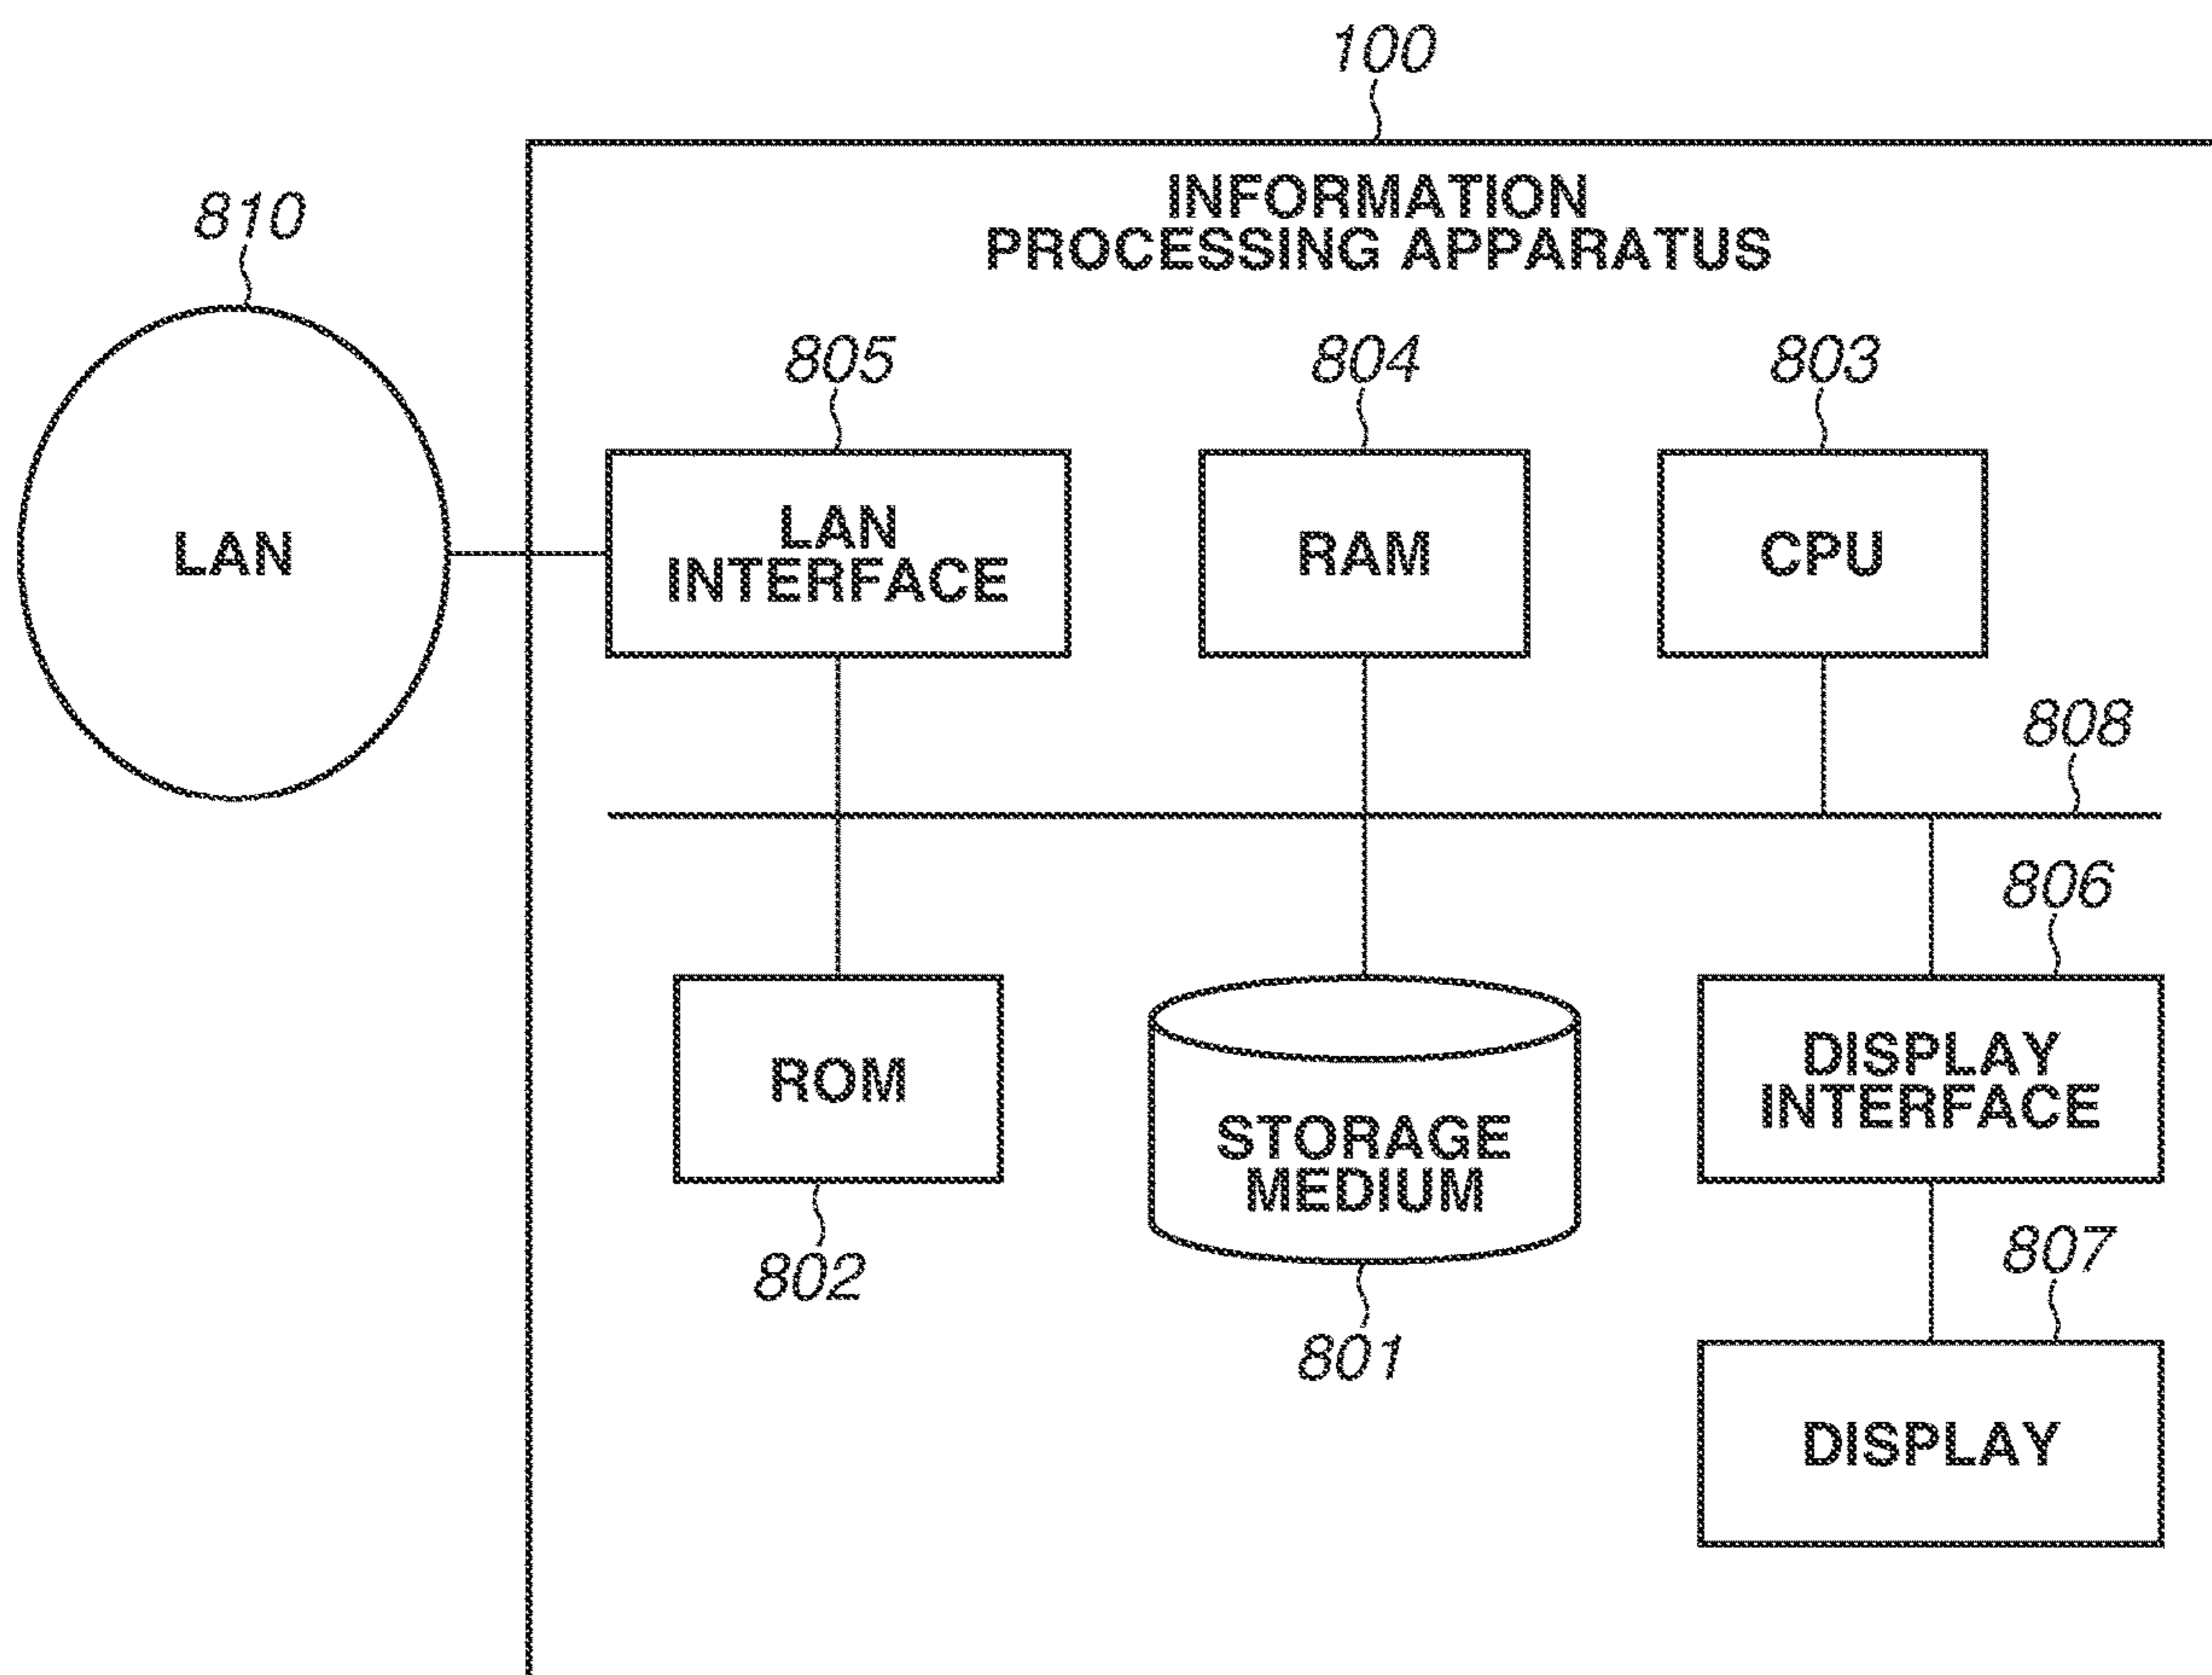 100
INFORMATION
PROCESSING APPARATUS
810
805
804
803
LAN
LAN
INTERFACE
RAM
CPU
808
806
ROM
STORAGE
MEDIUM
DISPLAY
INTERFACE
802
801
807
DISPLAY